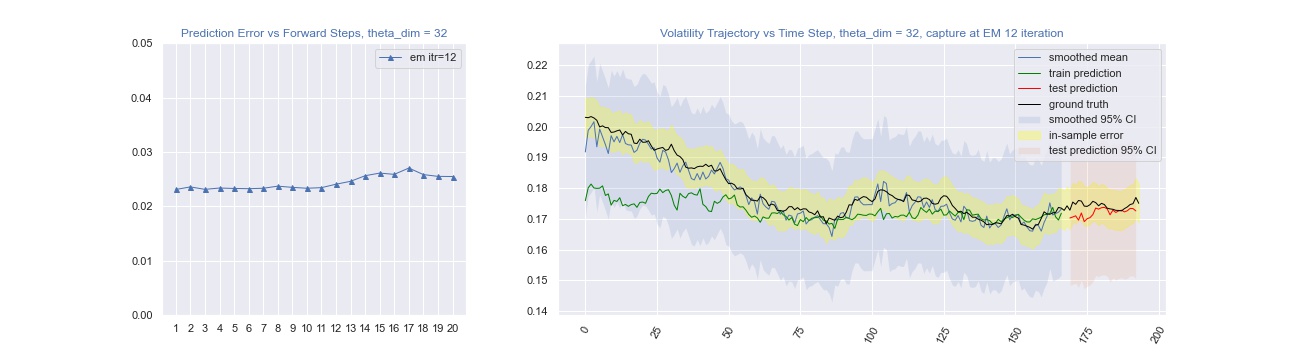 Prediction Error vs Forward Steps, theta_dim = 32
0.05
0.04
0.03
0.02
0.01
0.00
em itr=12
1 2 3 4 5 6 7 8 9 10 11 12 13 14 15 16 17 18 19 20
Volatility Trajectory vs Time Step, theta_dim = 32, capture at EM 12 iteration
0.22
0.21
0.20
0.19
0.18
0.17
0.16
0.15
0.14
smoothed mean
train prediction
test prediction
ground truth
smoothed 95% CI
in-sample error
test prediction 95% CI
0 25 50 75 100 125 150 175 200